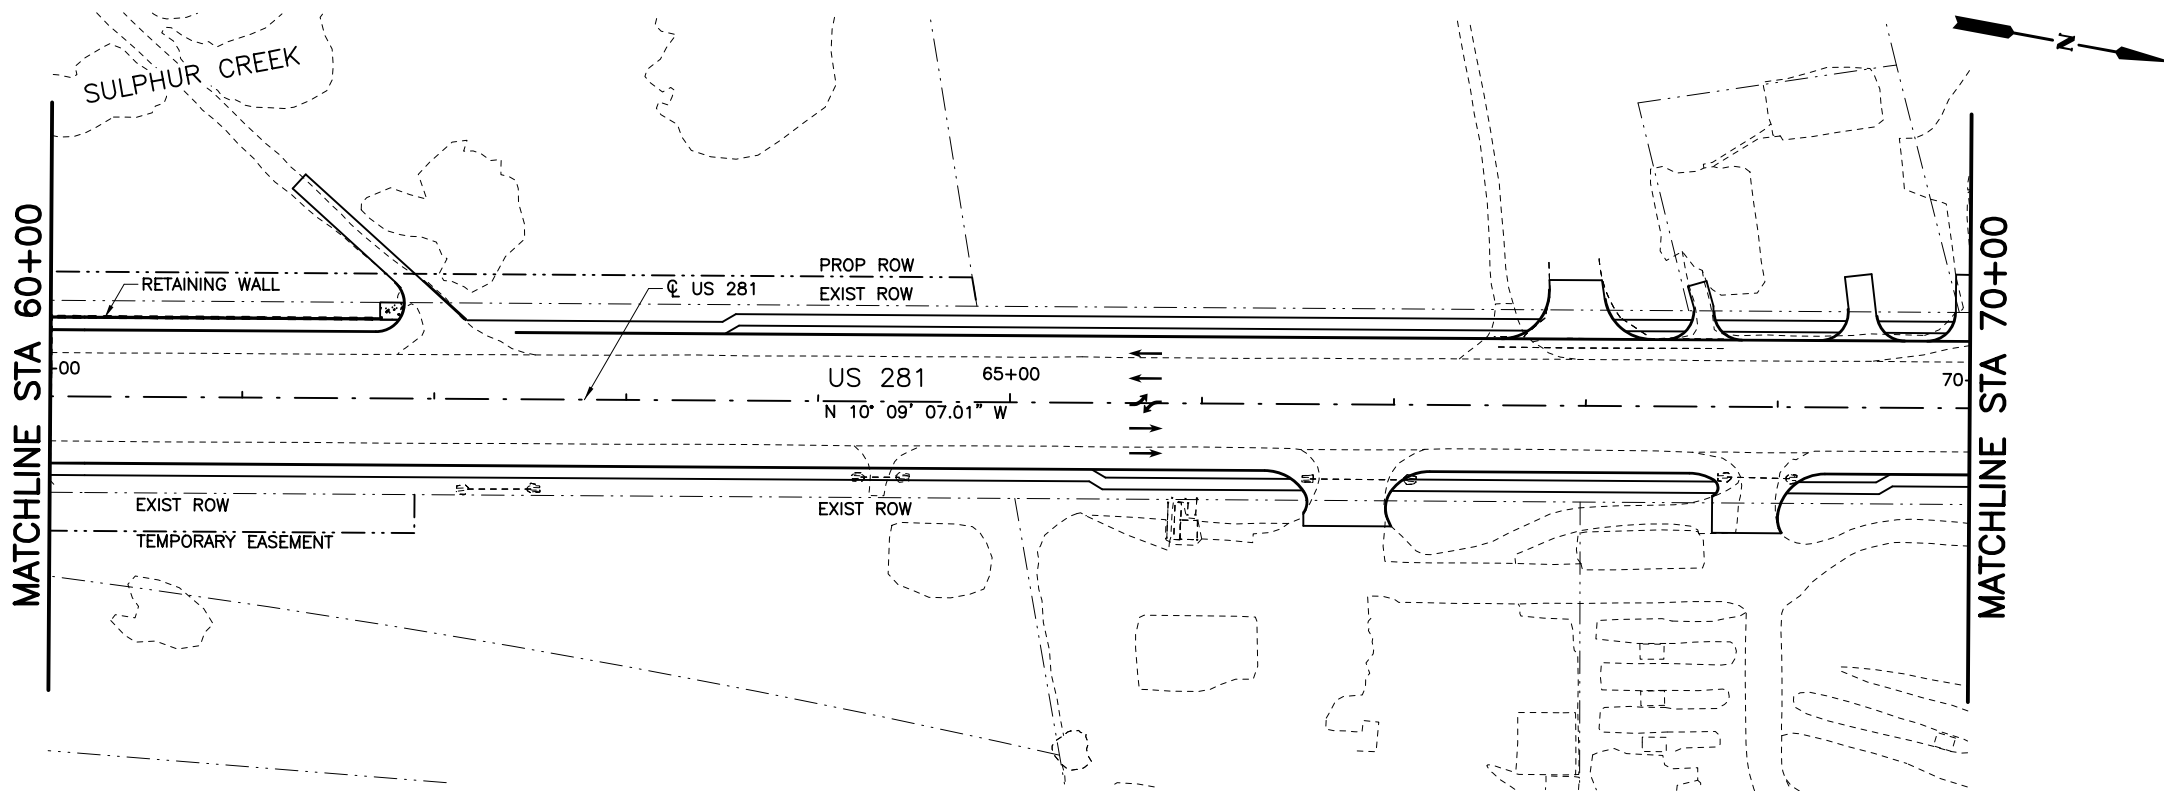 SULPHUR CREEK
N
MATCHLINE STA 60+00
RETAINING WALL
℄ US 281
PROP ROW
EXIST ROW
00
US 281
65+00
N 10° 09' 07.01" W
70
EXIST ROW
TEMPORARY EASEMENT
EXIST ROW
MATCHLINE STA 70+00